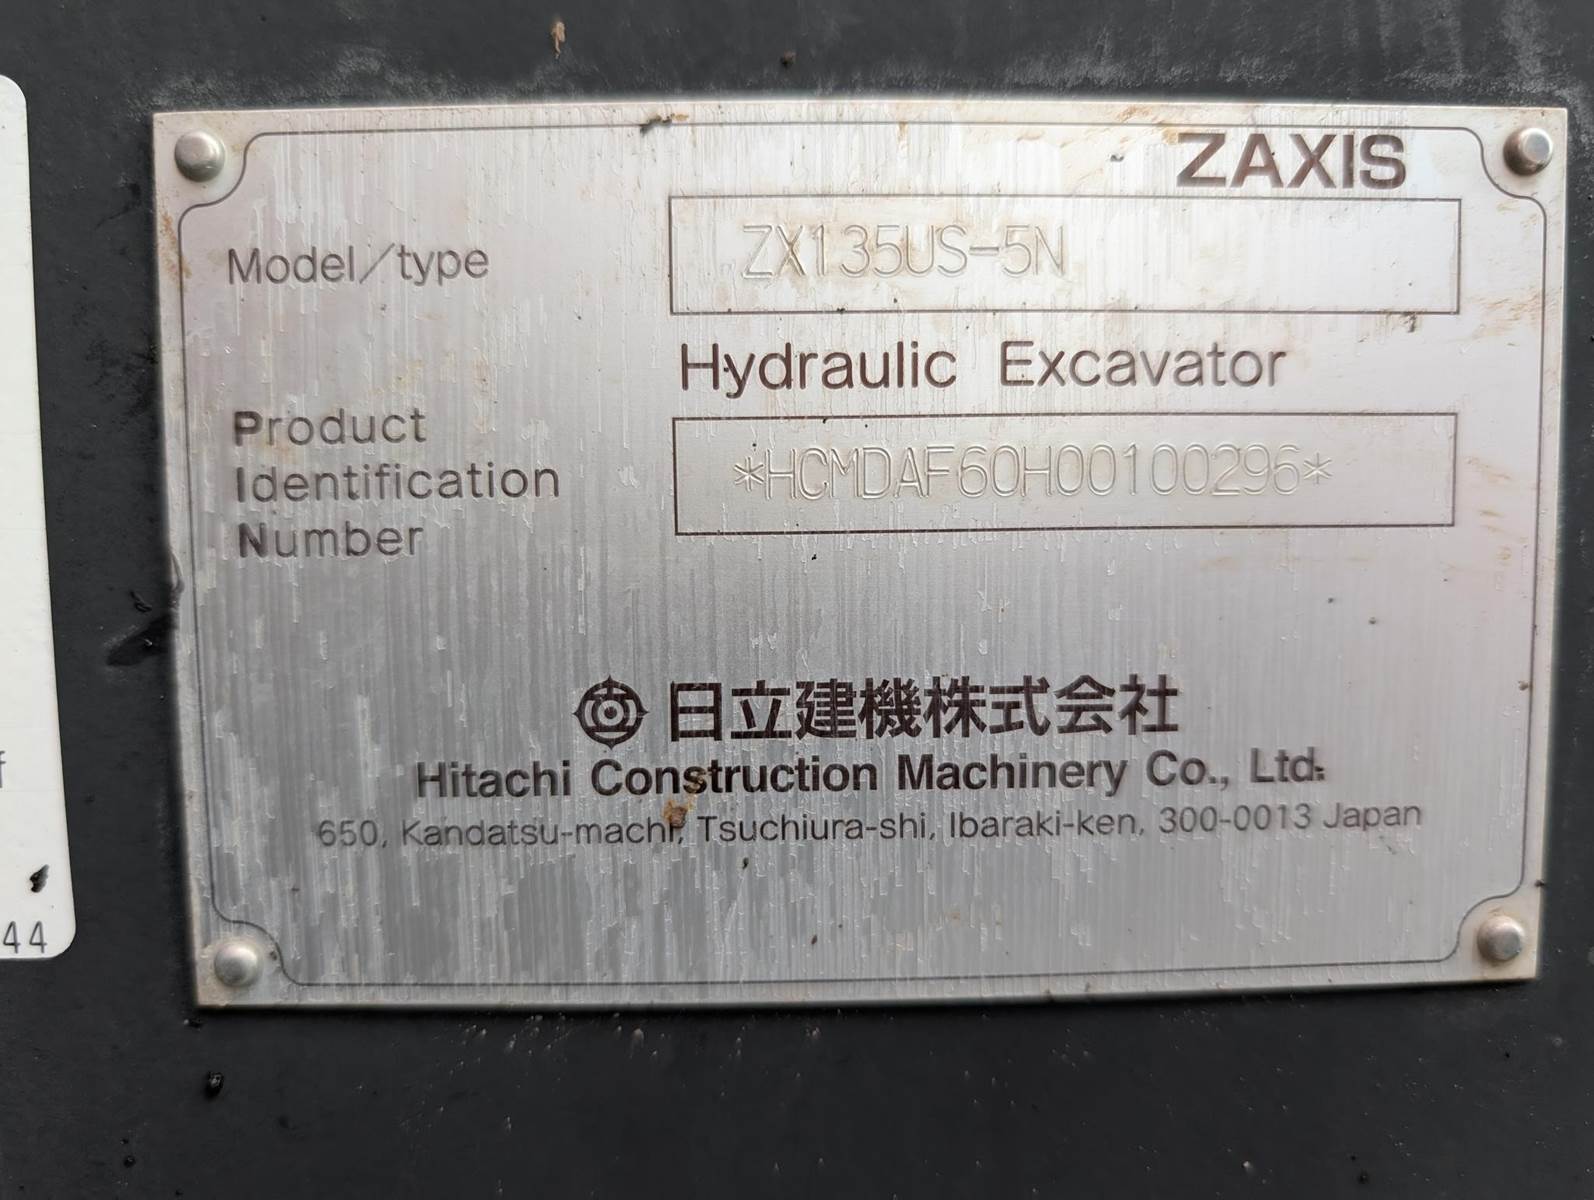 ZAXIS
Model/type
ZX135US-5N
Hydraulic Excavator
Product
Identification
Number
*HCMDAF60H00100296*
日立建機株式会社
Hitachi Construction Machinery Co., Ltd.
650, Kandatsu-machi, Tsuchiura-shi, Ibaraki-ken, 300-0013 Japan
f
44